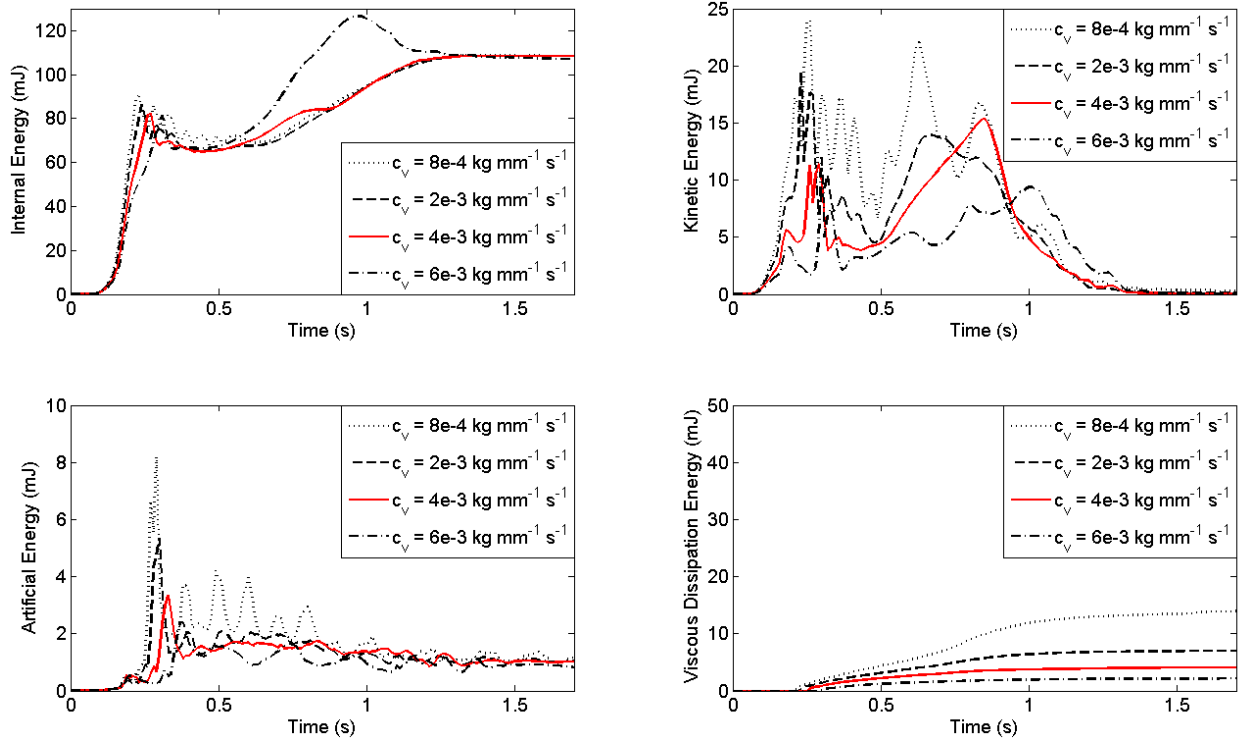 Internal Energy (mJ)
120
100
80
60
40
20
0
0
0.5
1
1.5
Time (s)
c_v = 8e-4 kg mm⁻¹ s⁻¹
c_v = 2e-3 kg mm⁻¹ s⁻¹
c_v = 4e-3 kg mm⁻¹ s⁻¹
c_v = 6e-3 kg mm⁻¹ s⁻¹
Kinetic Energy (mJ)
25
20
15
10
5
0
0
0.5
1
1.5
Time (s)
c_v = 8e-4 kg mm⁻¹ s⁻¹
c_v = 2e-3 kg mm⁻¹ s⁻¹
c_v = 4e-3 kg mm⁻¹ s⁻¹
c_v = 6e-3 kg mm⁻¹ s⁻¹
Artificial Energy (mJ)
10
8
6
4
2
0
0
0.5
1
1.5
Time (s)
c_v = 8e-4 kg mm⁻¹ s⁻¹
c_v = 2e-3 kg mm⁻¹ s⁻¹
c_v = 4e-3 kg mm⁻¹ s⁻¹
c_v = 6e-3 kg mm⁻¹ s⁻¹
Viscous Dissipation Energy (mJ)
50
40
30
20
10
0
0
0.5
1
1.5
Time (s)
c_v = 8e-4 kg mm⁻¹ s⁻¹
c_v = 2e-3 kg mm⁻¹ s⁻¹
c_v = 4e-3 kg mm⁻¹ s⁻¹
c_v = 6e-3 kg mm⁻¹ s⁻¹